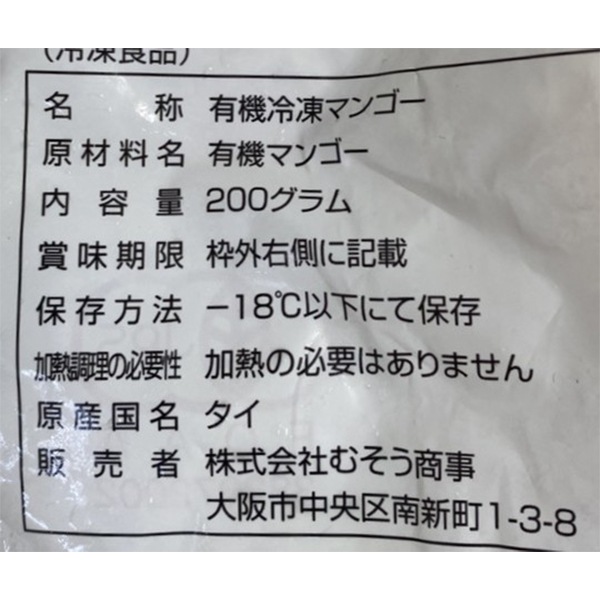 (冷凍食品)
名称 有機冷凍マンゴー
原材料名 有機マンゴー
内容量 200グラム
賞味期限 枠外右側に記載
保存方法 −18℃以下にて保存
加熱調理の必要性 加熱の必要はありません
原産国名 タイ
販売者 株式会社むそう商事
大阪市中央区南新町1-3-8